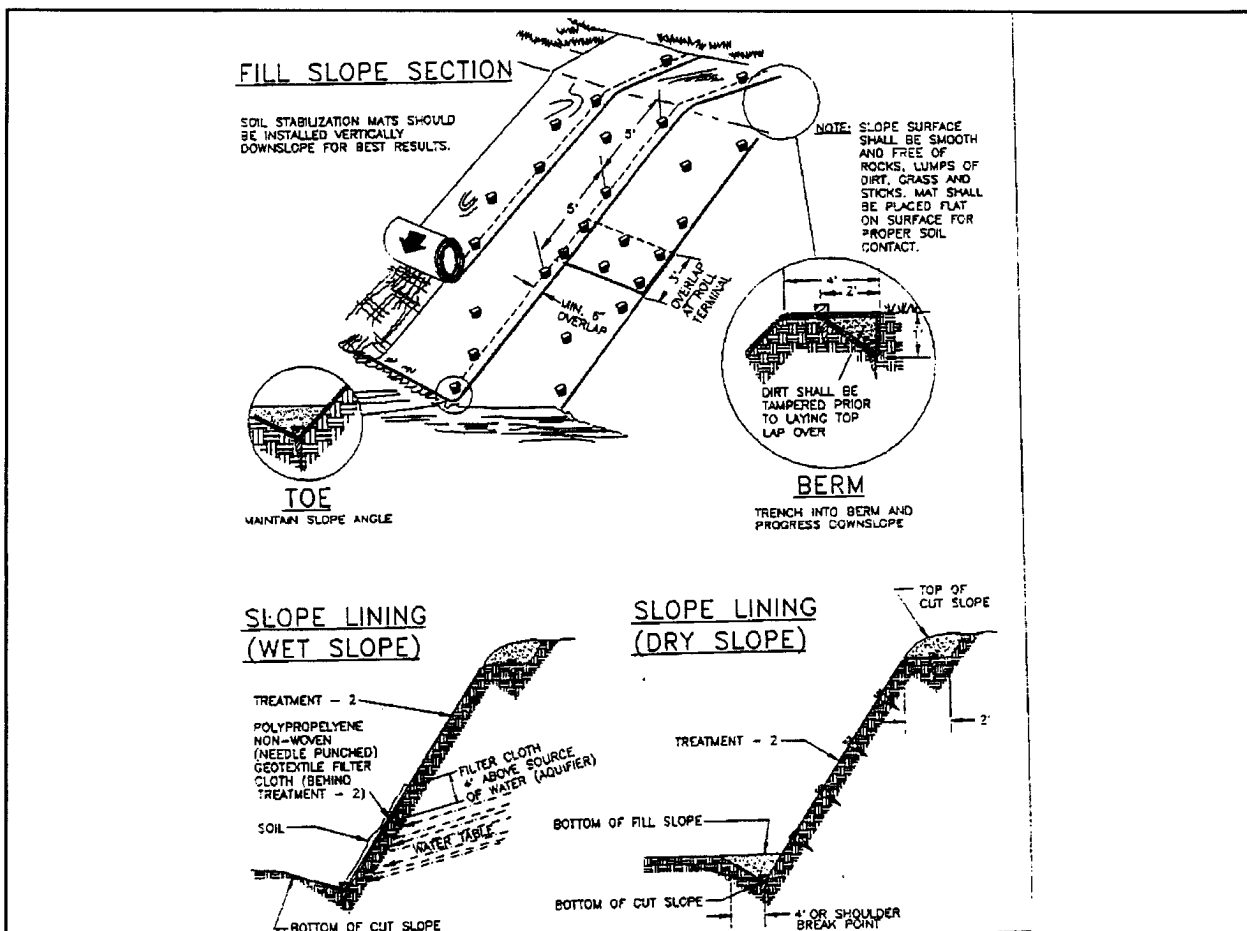 FILL SLOPE SECTION
SOIL STABILIZATION MATS SHOULD
BE INSTALLED VERTICALLY
DOWNSLOPE FOR BEST RESULTS.
NOTE: SLOPE SURFACE
SHALL BE SMOOTH
AND FREE OF
ROCKS, LUMPS OF
DIRT, GRASS AND
STICKS. MAT SHALL
BE PLACED FLAT
ON SURFACE FOR
PROPER SOIL
CONTACT.
5'
5'
MIN. 6"
OVERLAP
3'
OVERLAP
AT ROLL
TERMINAL
4'
2'
1'
DIRT SHALL BE
TAMPERED PRIOR
TO LAYING TOP
LAP OVER
TOE
MAINTAIN SLOPE ANGLE
BERM
TRENCH INTO BERM AND
PROGRESS DOWNSLOPE
SLOPE LINING
(WET SLOPE)
TREATMENT - 2
POLYPROPELYENE
NON-WOVEN
(NEEDLE PUNCHED)
GEOTEXTILE FILTER
CLOTH (BEHIND
TREATMENT - 2)
SOIL
FILTER CLOTH
4' ABOVE SOURCE
OF WATER (AQUIFIER)
WATER TABLE
BOTTOM OF CUT SLOPE
SLOPE LINING
(DRY SLOPE)
TOP OF
CUT SLOPE
2'
TREATMENT - 2
BOTTOM OF FILL SLOPE
BOTTOM OF CUT SLOPE
4' OR SHOULDER
BREAK POINT